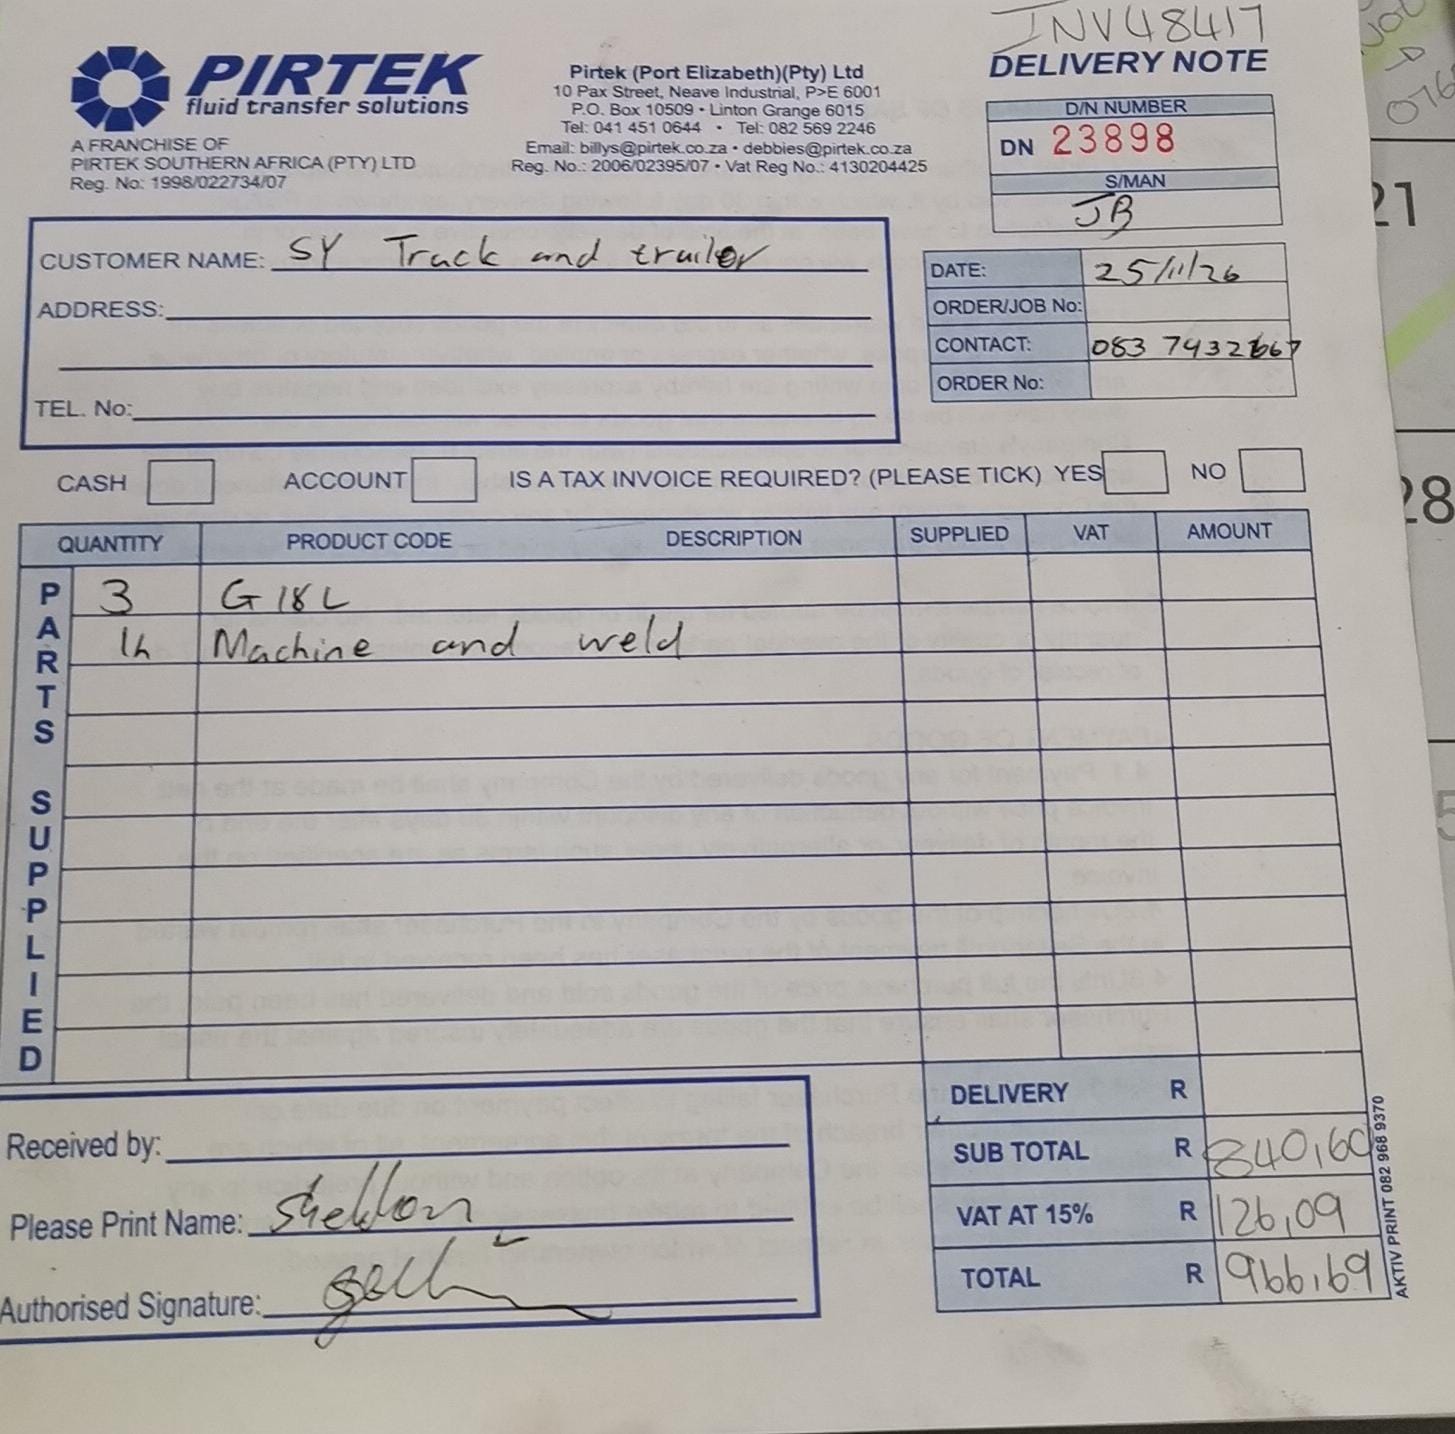 INV48417
DELIVERY NOTE
PIRTEK
fluid transfer solutions
A FRANCHISE OF
PIRTEK SOUTHERN AFRICA (PTY) LTD
Reg. No: 1998/022734/07
Pirtek (Port Elizabeth)(Pty) Ltd
10 Pax Street, Neave Industrial, P>E 6001
P.O. Box 10509 • Linton Grange 6015
Tel: 041 451 0644 • Tel: 082 569 2246
Email: billys@pirtek.co.za • debbies@pirtek.co.za
Reg. No.: 2006/02395/07 • Vat Reg No.: 4130204425
D/N NUMBER
DN 23898
S/MAN
JB
CUSTOMER NAME: SY Track and trailer
ADDRESS:
TEL. No:
DATE: 25/11/26
ORDER/JOB No:
CONTACT: 083 7432667
ORDER No:
CASH ACCOUNT IS A TAX INVOICE REQUIRED? (PLEASE TICK) YES NO
QUANTITY PRODUCT CODE DESCRIPTION SUPPLIED VAT AMOUNT
PARTS SUPPLIED
3 G18L
1h Machine and weld
DELIVERY R
SUB TOTAL R 840,60
VAT AT 15% R 126,09
TOTAL R 966,69
Received by:
Please Print Name: Sheldon
Authorised Signature:
AKTIV PRINT 082 968 9370
21
28
5
076